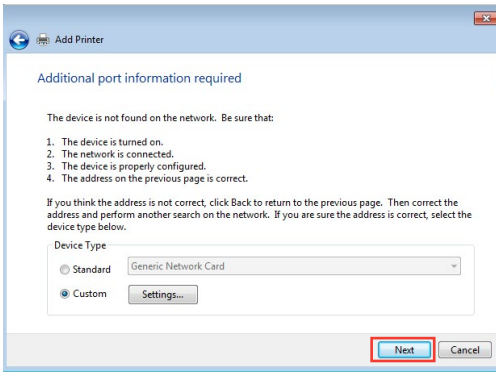 Add Printer
Additional port information required
The device is not found on the network. Be sure that:
1. The device is turned on.
2. The network is connected.
3. The device is properly configured.
4. The address on the previous page is correct.
If you think the address is not correct, click Back to return to the previous page. Then correct the
address and perform another search on the network. If you are sure the address is correct, select the
device type below.
Device Type
Standard
Generic Network Card
Custom
Settings...
Next
Cancel